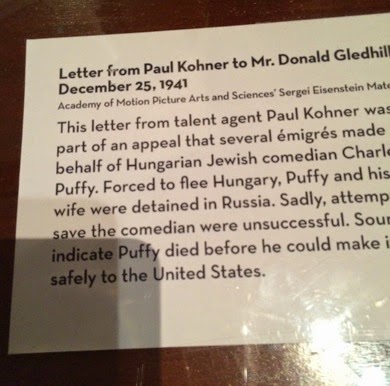 Letter from Paul Kohner to Mr. Donald Gledhill
December 25, 1941
Academy of Motion Picture Arts and Sciences' Sergei Eisenstein Mate
This letter from talent agent Paul Kohner was
part of an appeal that several émigrés made
behalf of Hungarian Jewish comedian Charle
Puffy. Forced to flee Hungary, Puffy and his
wife were detained in Russia. Sadly, attemp
save the comedian were unsuccessful. Sour
indicate Puffy died before he could make i
safely to the United States.